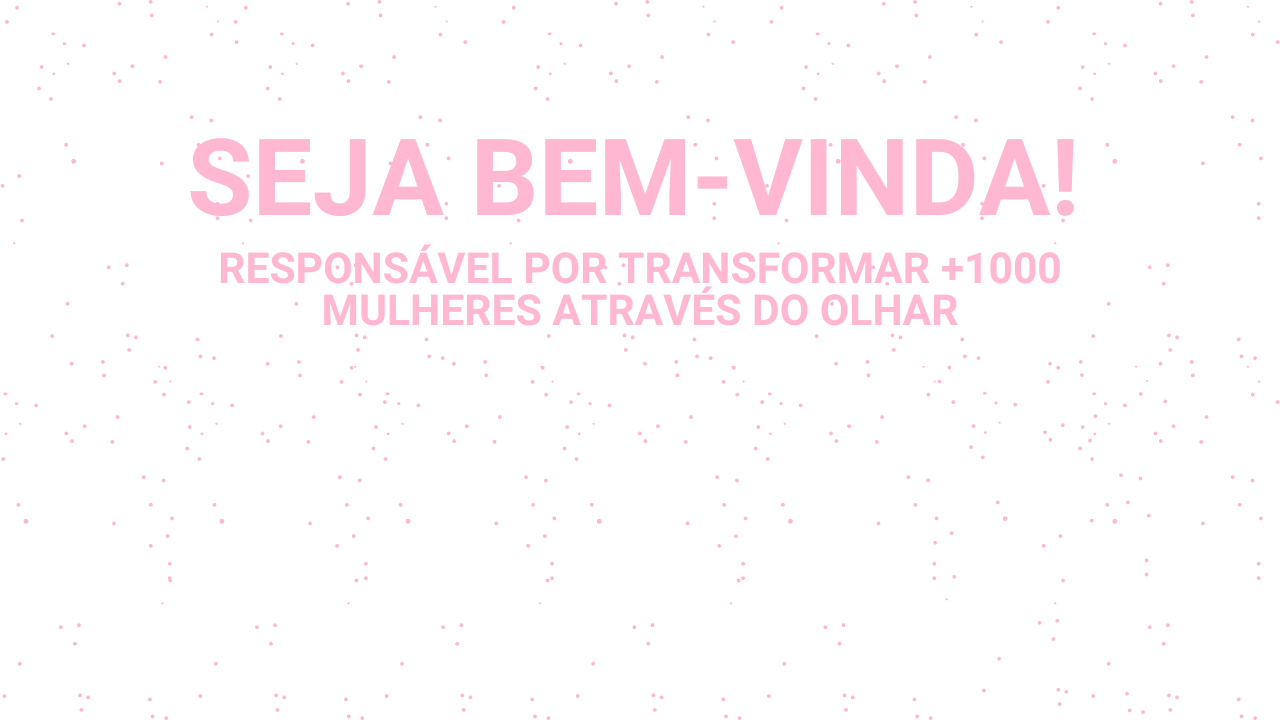 SEJA BEM-VINDA!
RESPONSÁVEL POR TRANSFORMAR +1000
MULHERES ATRAVÉS DO OLHAR